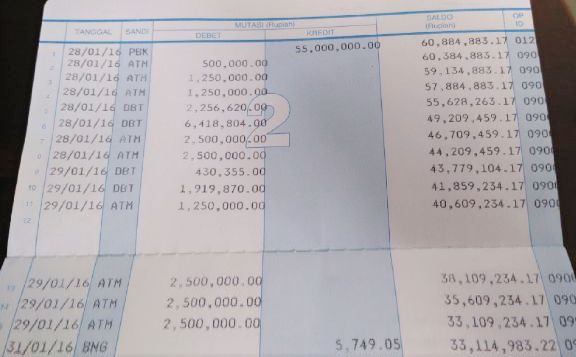 MUTASI (Rupiah) SALDO OP
TANGGAL SANDI DEBET KREDIT (Rupiah) ID
1 28/01/16 PBK 55,000,000.00 60,884,883.17 012
2 28/01/16 ATM 500,000.00 60,384,883.17 090
3 28/01/16 ATM 1,250,000.00 59,134,883.17 090
4 28/01/16 ATM 1,250,000.00 57,884,883.17 090
5 28/01/16 DBT 2,256,620.00 55,628,263.17 090
6 28/01/16 DBT 6,418,804.00 49,209,459.17 090
7 28/01/16 ATM 2,500,000.00 46,709,459.17 090
8 28/01/16 ATM 2,500,000.00 44,209,459.17 090
9 29/01/16 DBT 430,355.00 43,779,104.17 090
10 29/01/16 DBT 1,919,870.00 41,859,234.17 090
11 29/01/16 ATM 1,250,000.00 40,609,234.17 090
12
2
13 29/01/16 ATM 2,500,000.00 38,109,234.17 090
14 29/01/16 ATM 2,500,000.00 35,609,234.17 090
29/01/16 ATM 2,500,000.00 33,109,234.17 09
31/01/16 BNG 5,749.05 33,114,983.22